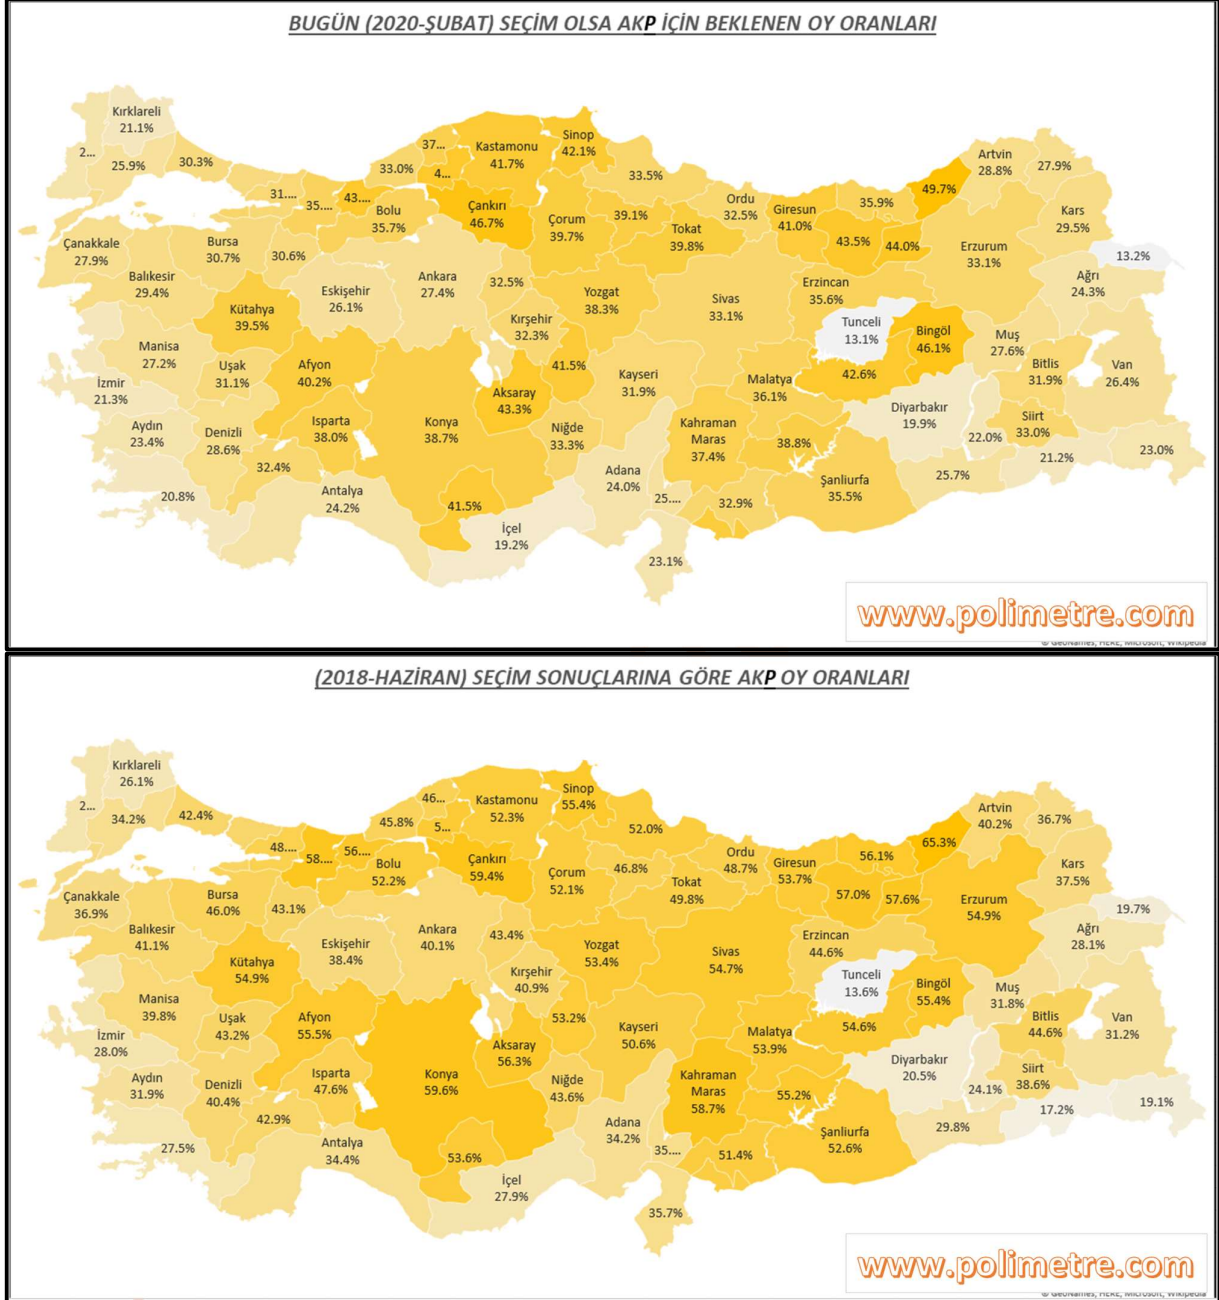 BUGÜN (2020-ŞUBAT) SEÇİM OLSA AKP İÇİN BEKLENEN OY ORANLARI
Kırklareli
21.1%
2...
25.9%
30.3%
31....
35....
43....
33.0%
37...
4...
Kastamonu
41.7%
Sinop
42.1%
33.5%
Bolu
35.7%
Çankırı
46.7%
Çorum
39.7%
39.1%
Tokat
39.8%
Ordu
32.5%
Giresun
41.0%
35.9%
49.7%
Artvin
28.8%
27.9%
Kars
29.5%
43.5%
44.0%
Erzurum
33.1%
13.2%
Ağrı
24.3%
Çanakkale
27.9%
Bursa
30.7%
30.6%
Balıkesir
29.4%
Eskişehir
26.1%
Ankara
27.4%
32.5%
Kütahya
39.5%
Kırşehir
32.3%
Yozgat
38.3%
Sivas
33.1%
Erzincan
35.6%
Tunceli
13.1%
Bingöl
46.1%
Muş
27.6%
Bitlis
31.9%
Van
26.4%
Manisa
27.2%
Uşak
31.1%
Afyon
40.2%
İzmir
21.3%
Aksaray
43.3%
41.5%
Kayseri
31.9%
Malatya
36.1%
42.6%
Aydın
23.4%
Denizli
28.6%
Isparta
38.0%
Konya
38.7%
Niğde
33.3%
Kahraman
Maras
37.4%
38.8%
Diyarbakır
19.9%
22.0%
Siirt
33.0%
21.2%
23.0%
20.8%
32.4%
Antalya
24.2%
41.5%
İçel
19.2%
Adana
24.0%
25....
32.9%
Şanliurfa
35.5%
25.7%
23.1%
www.polimetre.com
© GeoNames, HERE, Microsoft, Wikipedia
(2018-HAZİRAN) SEÇİM SONUÇLARINA GÖRE AKP OY ORANLARI
Kırklareli
26.1%
2...
34.2%
42.4%
48....
58....
56....
45.8%
46...
5...
Kastamonu
52.3%
Sinop
55.4%
52.0%
Bolu
52.2%
Çankırı
59.4%
Çorum
52.1%
46.8%
Tokat
49.8%
Ordu
48.7%
Giresun
53.7%
56.1%
65.3%
Artvin
40.2%
36.7%
Kars
37.5%
57.0%
57.6%
Erzurum
54.9%
19.7%
Ağrı
28.1%
Çanakkale
36.9%
Bursa
46.0%
43.1%
Balıkesir
41.1%
Eskişehir
38.4%
Ankara
40.1%
43.4%
Kütahya
54.9%
Kırşehir
40.9%
Yozgat
53.4%
Sivas
54.7%
Erzincan
44.6%
Tunceli
13.6%
Bingöl
55.4%
Muş
31.8%
Bitlis
44.6%
Van
31.2%
Manisa
39.8%
Uşak
43.2%
Afyon
55.5%
İzmir
28.0%
Aksaray
56.3%
53.2%
Kayseri
50.6%
Malatya
53.9%
54.6%
Aydın
31.9%
Denizli
40.4%
Isparta
47.6%
Konya
59.6%
Niğde
43.6%
Kahraman
Maras
58.7%
55.2%
Diyarbakır
20.5%
24.1%
Siirt
38.6%
17.2%
19.1%
27.5%
42.9%
Antalya
34.4%
53.6%
İçel
27.9%
Adana
34.2%
35....
51.4%
Şanliurfa
52.6%
29.8%
35.7%
www.polimetre.com
© GeoNames, HERE, Microsoft, Wikipedia